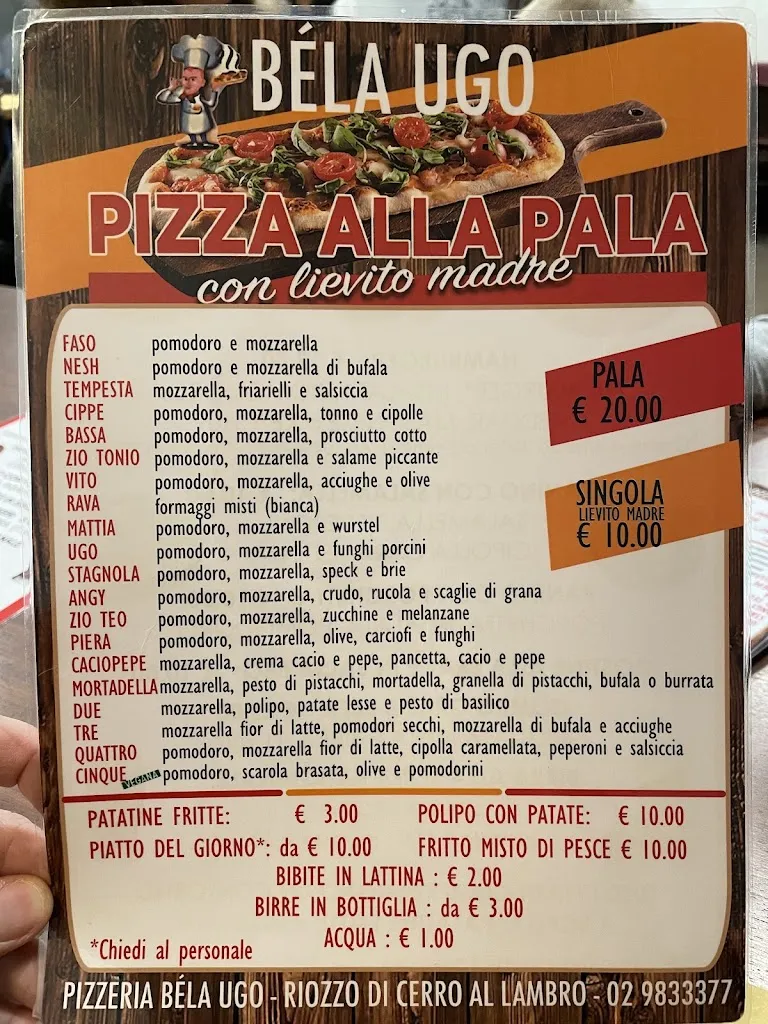 BÉLA UGO
PIZZA ALLA PALA
con lievito madre
FASO pomodoro e mozzarella
NESH pomodoro e mozzarella di bufala
TEMPESTA mozzarella, friarielli e salsiccia
CIPPE pomodoro, mozzarella, tonno e cipolle
BASSA pomodoro, mozzarella, prosciutto cotto
ZIO TONIO pomodoro, mozzarella e salame piccante
VITO pomodoro, mozzarella, acciughe e olive
RAVA formaggi misti (bianca)
MATTIA pomodoro, mozzarella e wurstel
UGO pomodoro, mozzarella e funghi porcini
STAGNOLA pomodoro, mozzarella, speck e brie
ANGY pomodoro, mozzarella, crudo, rucola e scaglie di grana
ZIO TEO pomodoro, mozzarella, zucchine e melanzane
PIERA pomodoro, mozzarella, olive, carciofi e funghi
CACIOPEPE mozzarella, crema cacio e pepe, pancetta, cacio e pepe
MORTADELLA mozzarella, pesto di pistacchi, mortadella, granella di pistacchi, bufala o burrata
DUE mozzarella, polipo, patate lesse e pesto di basilico
TRE mozzarella fior di latte, pomodori secchi, mozzarella di bufala e acciughe
QUATTRO pomodoro, mozzarella fior di latte, cipolla caramellata, peperoni e salsiccia
CINQUE VEGANA pomodoro, scarola brasata, olive e pomodorini
PALA
€ 20.00
SINGOLA
LIEVITO MADRE
€ 10.00
PATATINE FRITTE: € 3.00 POLIPO CON PATATE: € 10.00
PIATTO DEL GIORNO*: da € 10.00 FRITTO MISTO DI PESCE € 10.00
BIBITE IN LATTINA : € 2.00
BIRRE IN BOTTIGLIA : da € 3.00
ACQUA : € 1.00
*Chiedi al personale
PIZZERIA BÉLA UGO - RIOZZO DI CERRO AL LAMBRO - 02 9833377